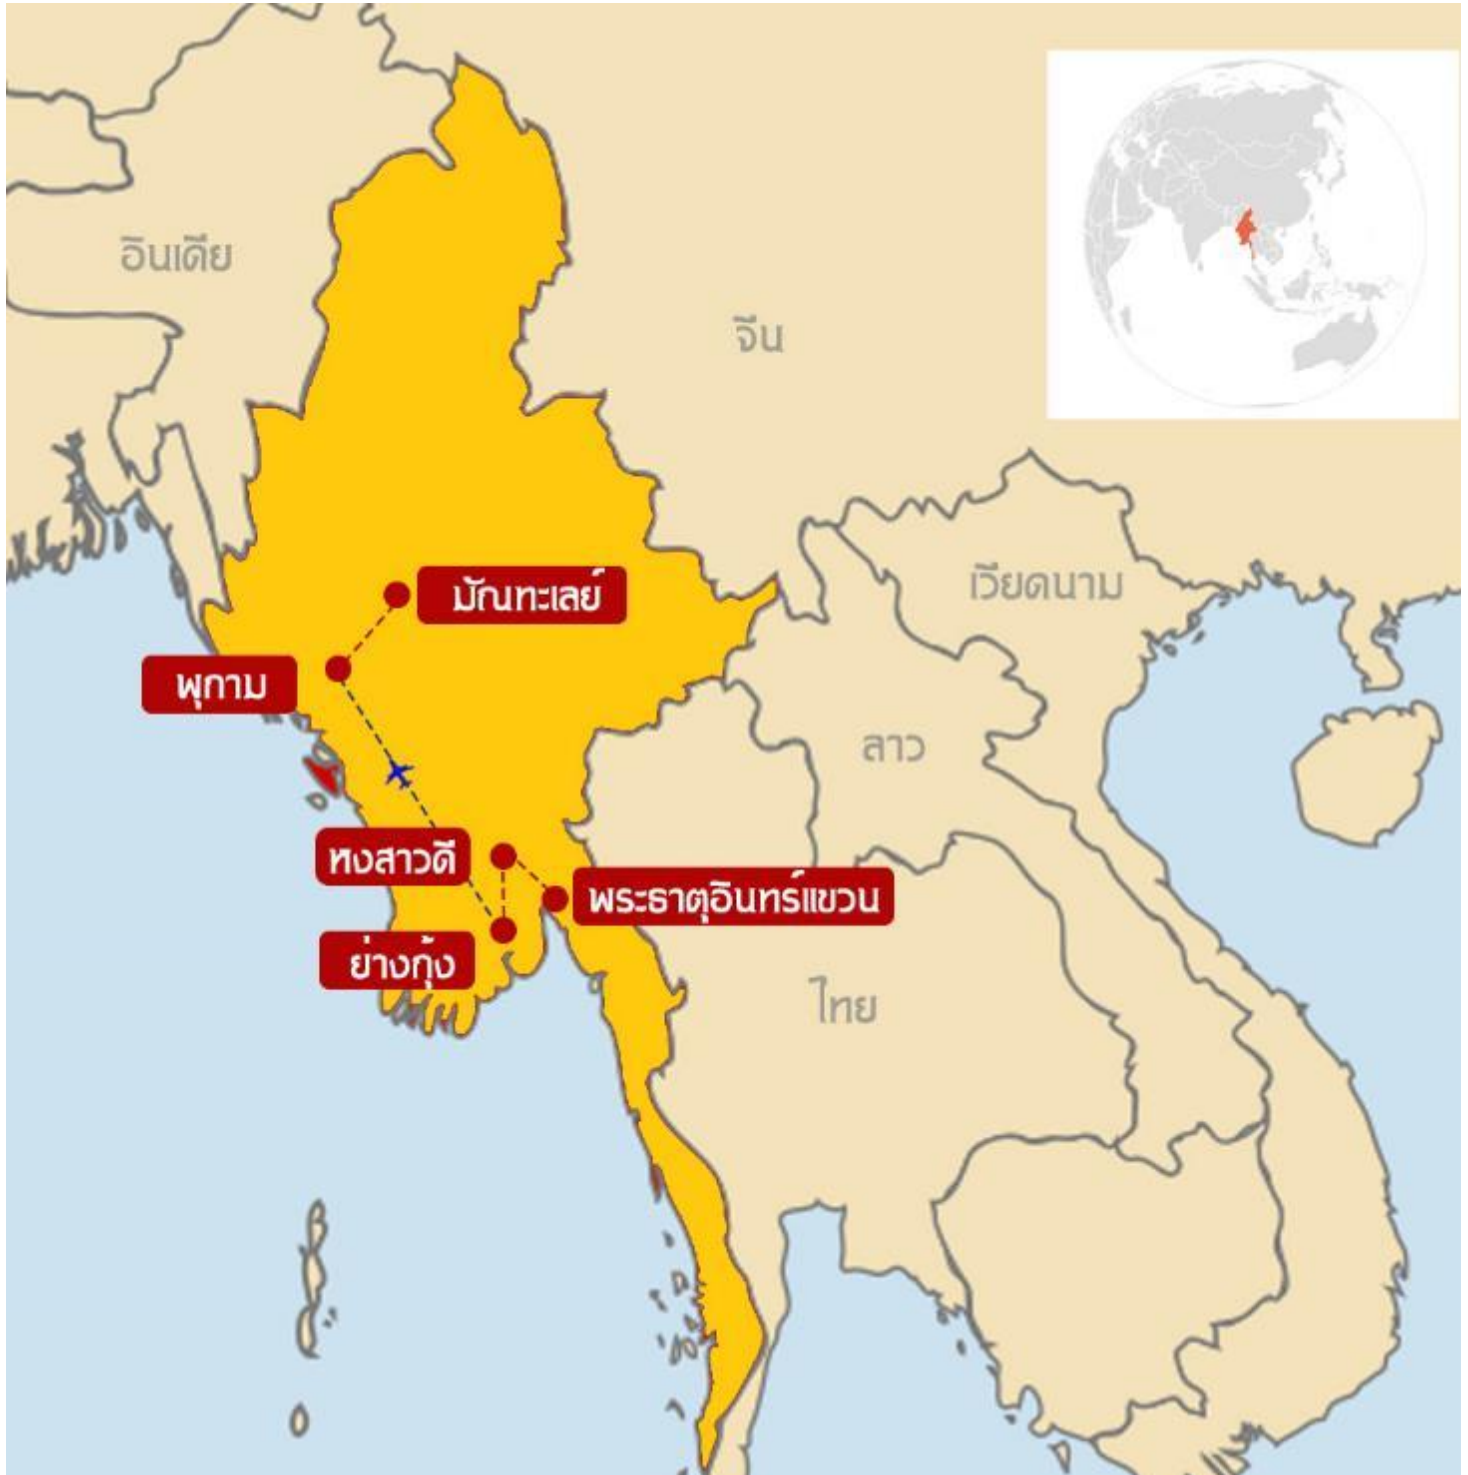 อินเดีย
จีน
เวียดนาม
มัณฑะเลย์
พุกาม
ลาว
หงสาวดี
พระธาตุอินทร์แขวน
ย่างกุ้ง
ไทย